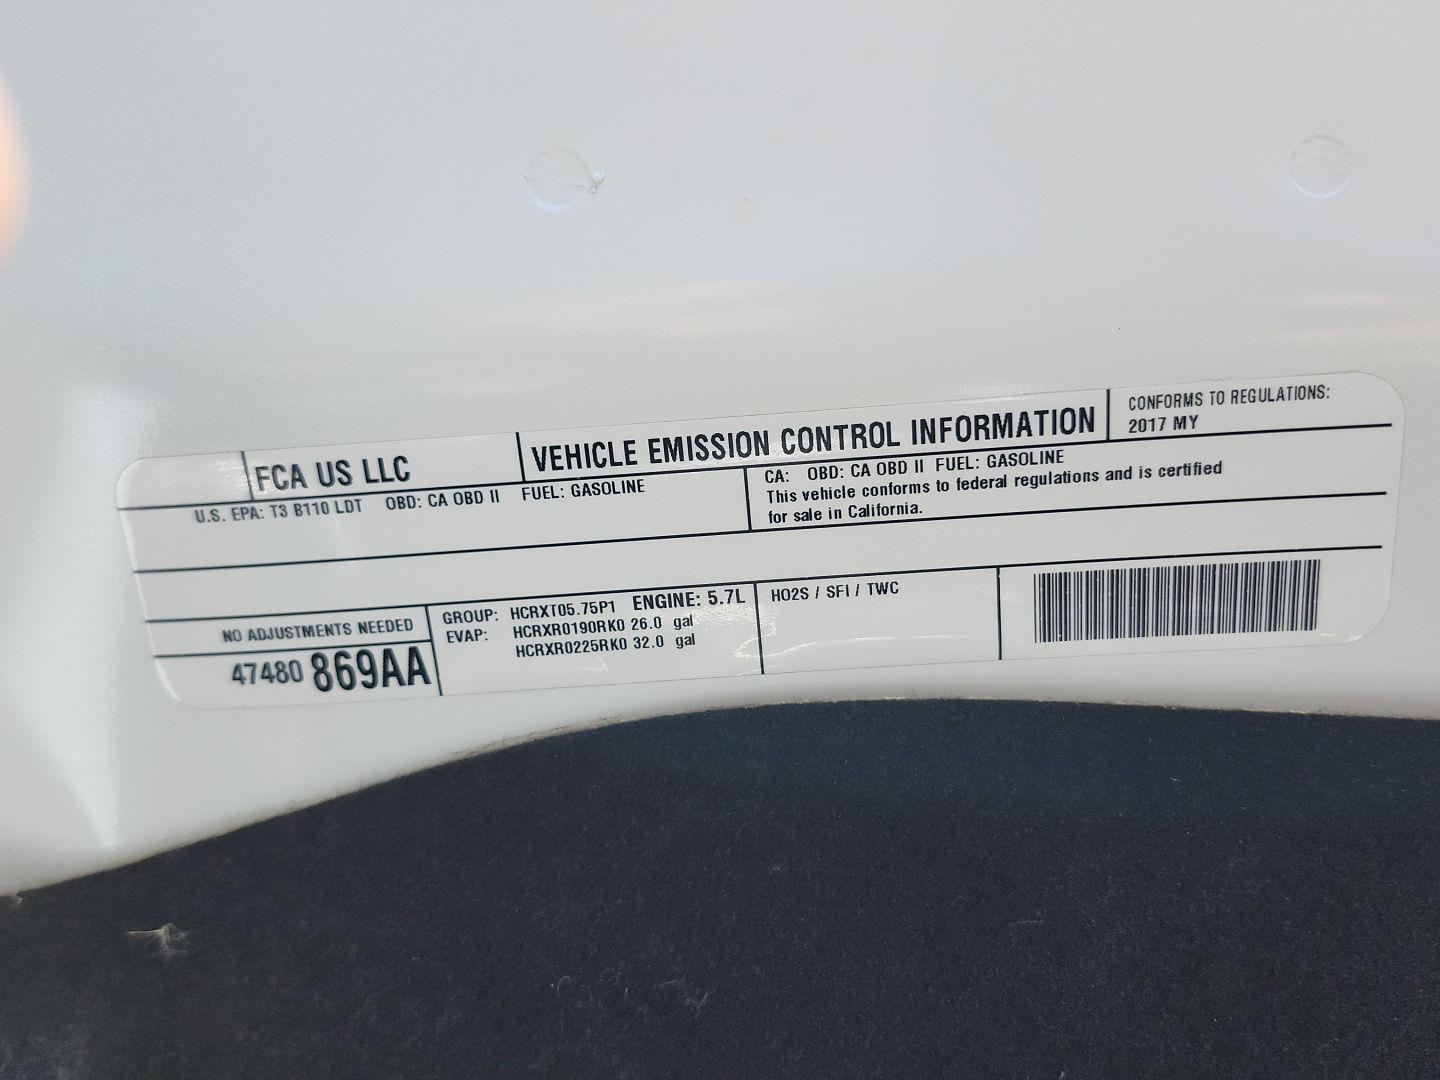 FCA US LLC
VEHICLE EMISSION CONTROL INFORMATION
CONFORMS TO REGULATIONS:
2017 MY
U.S. EPA: T3 B110 LDT OBD: CA OBD II FUEL: GASOLINE
CA: OBD: CA OBD II FUEL: GASOLINE
This vehicle conforms to federal regulations and is certified
for sale in California.
NO ADJUSTMENTS NEEDED
47480 869AA
GROUP: HCRXT05.75P1 ENGINE: 5.7L
EVAP: HCRXR0190RK0 26.0 gal
HCRXR0225RK0 32.0 gal
HO2S / SFI / TWC